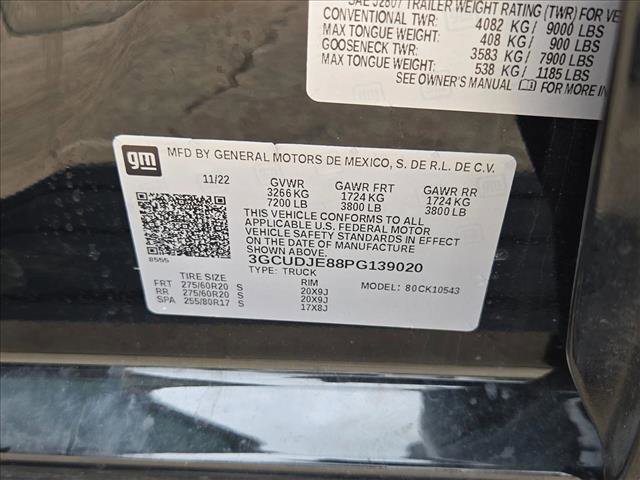 SAE J2807 TRAILER WEIGHT RATING (TWR) FOR
CONVENTIONAL TWR: 4082 KG/ 9000 LBS
MAX TONGUE WEIGHT: 408 KG/ 900 LBS
GOOSENECK TWR: 3583 KG/ 7900 LBS
MAX TONGUE WEIGHT: 538 KG/ 1185 LBS
SEE OWNER'S MANUAL FOR MORE
gm MFD BY GENERAL MOTORS DE MEXICO, S. DE R.L. DE C.V.
11/22 GVWR GAWR FRT GAWR RR
3266 KG 1724 KG 1724 KG
7200 LB 3800 LB 3800 LB
THIS VEHICLE CONFORMS TO ALL
APPLICABLE U.S. FEDERAL MOTOR
VEHICLE SAFETY STANDARDS IN EFFECT
ON THE DATE OF MANUFACTURE
8555 3GCUDJE88PG139020
TYPE: TRUCK
TIRE SIZE RIM MODEL: 80CK10543
FRT 275/60R20 S 20X9J
RR 275/60R20 S 20X9J
SPA 255/80R17 S 17X8J